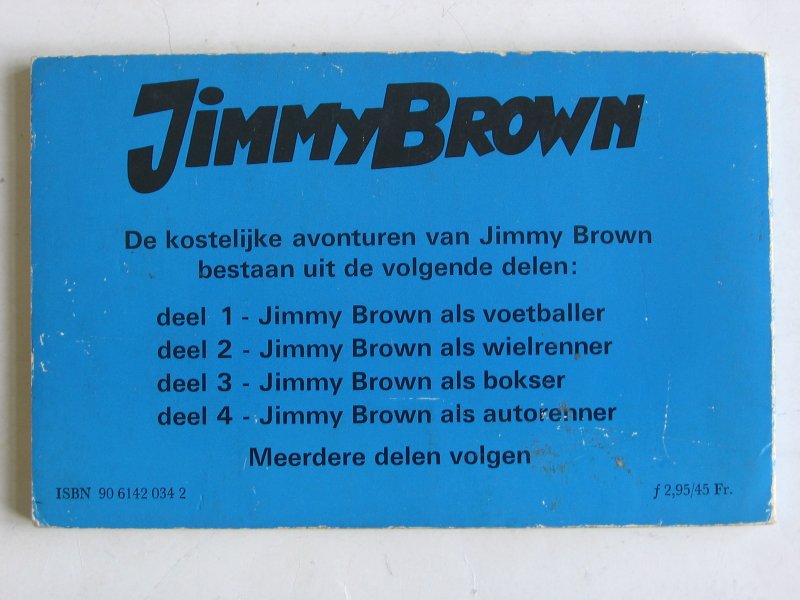 JIMMY BROWN
De kostelijke avonturen van Jimmy Brown
bestaan uit de volgende delen:
deel 1 - Jimmy Brown als voetballer
deel 2 - Jimmy Brown als wielrenner
deel 3 - Jimmy Brown als bokser
deel 4 - Jimmy Brown als autorenner
Meerdere delen volgen
ISBN 90 6142 034 2
ƒ 2,95/45 Fr.